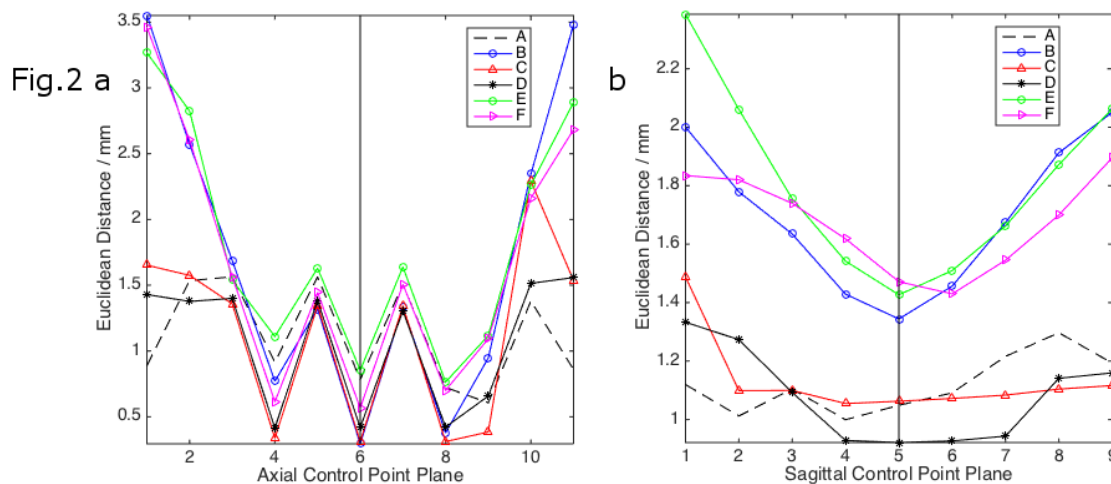 Fig.2 a
Euclidean Distance / mm
3.5
3
2.5
2
1.5
1
0.5
2
4
6
8
10
Axial Control Point Plane
A
B
C
D
E
F
b
Euclidean Distance / mm
2.2
2
1.8
1.6
1.4
1.2
1
1
2
3
4
5
6
7
8
9
Sagittal Control Point Plane
A
B
C
D
E
F